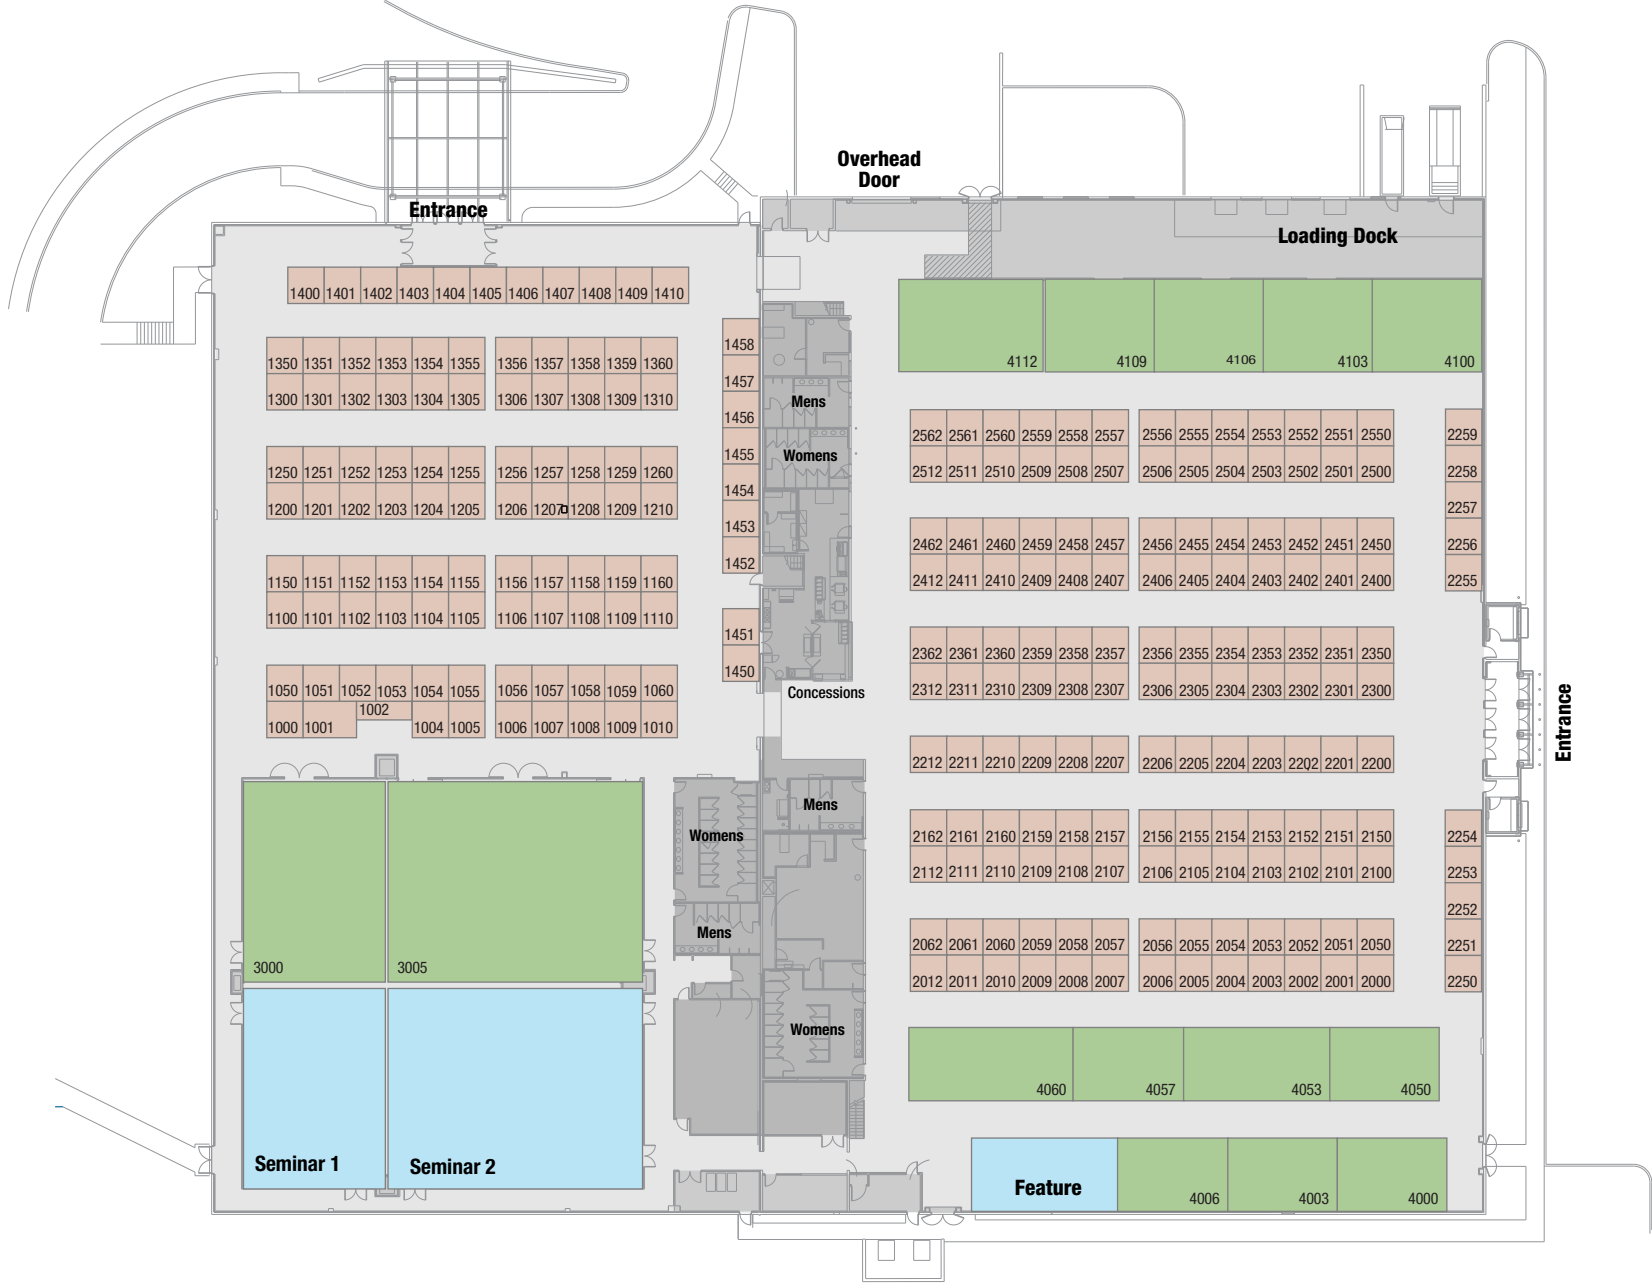 Overhead
Door
Entrance
Loading Dock
1400 1401 1402 1403 1404 1405 1406 1407 1408 1409 1410
1350 1351 1352 1353 1354 1355 1356 1357 1358 1359 1360
1300 1301 1302 1303 1304 1305 1306 1307 1308 1309 1310
1250 1251 1252 1253 1254 1255 1256 1257 1258 1259 1260
1200 1201 1202 1203 1204 1205 1206 1207 1208 1209 1210
1150 1151 1152 1153 1154 1155 1156 1157 1158 1159 1160
1100 1101 1102 1103 1104 1105 1106 1107 1108 1109 1110
1050 1051 1052 1053 1054 1055 1056 1057 1058 1059 1060
1002
1000 1001 1004 1005 1006 1007 1008 1009 1010
1458
1457
1456
1455
1454
1453
1452
1451
1450
Mens
Womens
Concessions
Mens
Womens
Mens
Womens
3000 3005
Seminar 1 Seminar 2
4112 4109 4106 4103 4100
2562 2561 2560 2559 2558 2557 2556 2555 2554 2553 2552 2551 2550
2512 2511 2510 2509 2508 2507 2506 2505 2504 2503 2502 2501 2500
2462 2461 2460 2459 2458 2457 2456 2455 2454 2453 2452 2451 2450
2412 2411 2410 2409 2408 2407 2406 2405 2404 2403 2402 2401 2400
2362 2361 2360 2359 2358 2357 2356 2355 2354 2353 2352 2351 2350
2312 2311 2310 2309 2308 2307 2306 2305 2304 2303 2302 2301 2300
2212 2211 2210 2209 2208 2207 2206 2205 2204 2203 2202 2201 2200
2162 2161 2160 2159 2158 2157 2156 2155 2154 2153 2152 2151 2150
2112 2111 2110 2109 2108 2107 2106 2105 2104 2103 2102 2101 2100
2062 2061 2060 2059 2058 2057 2056 2055 2054 2053 2052 2051 2050
2012 2011 2010 2009 2008 2007 2006 2005 2004 2003 2002 2001 2000
2259
2258
2257
2256
2255
Entrance
2254
2253
2252
2251
2250
4060 4057 4053 4050
Feature 4006 4003 4000